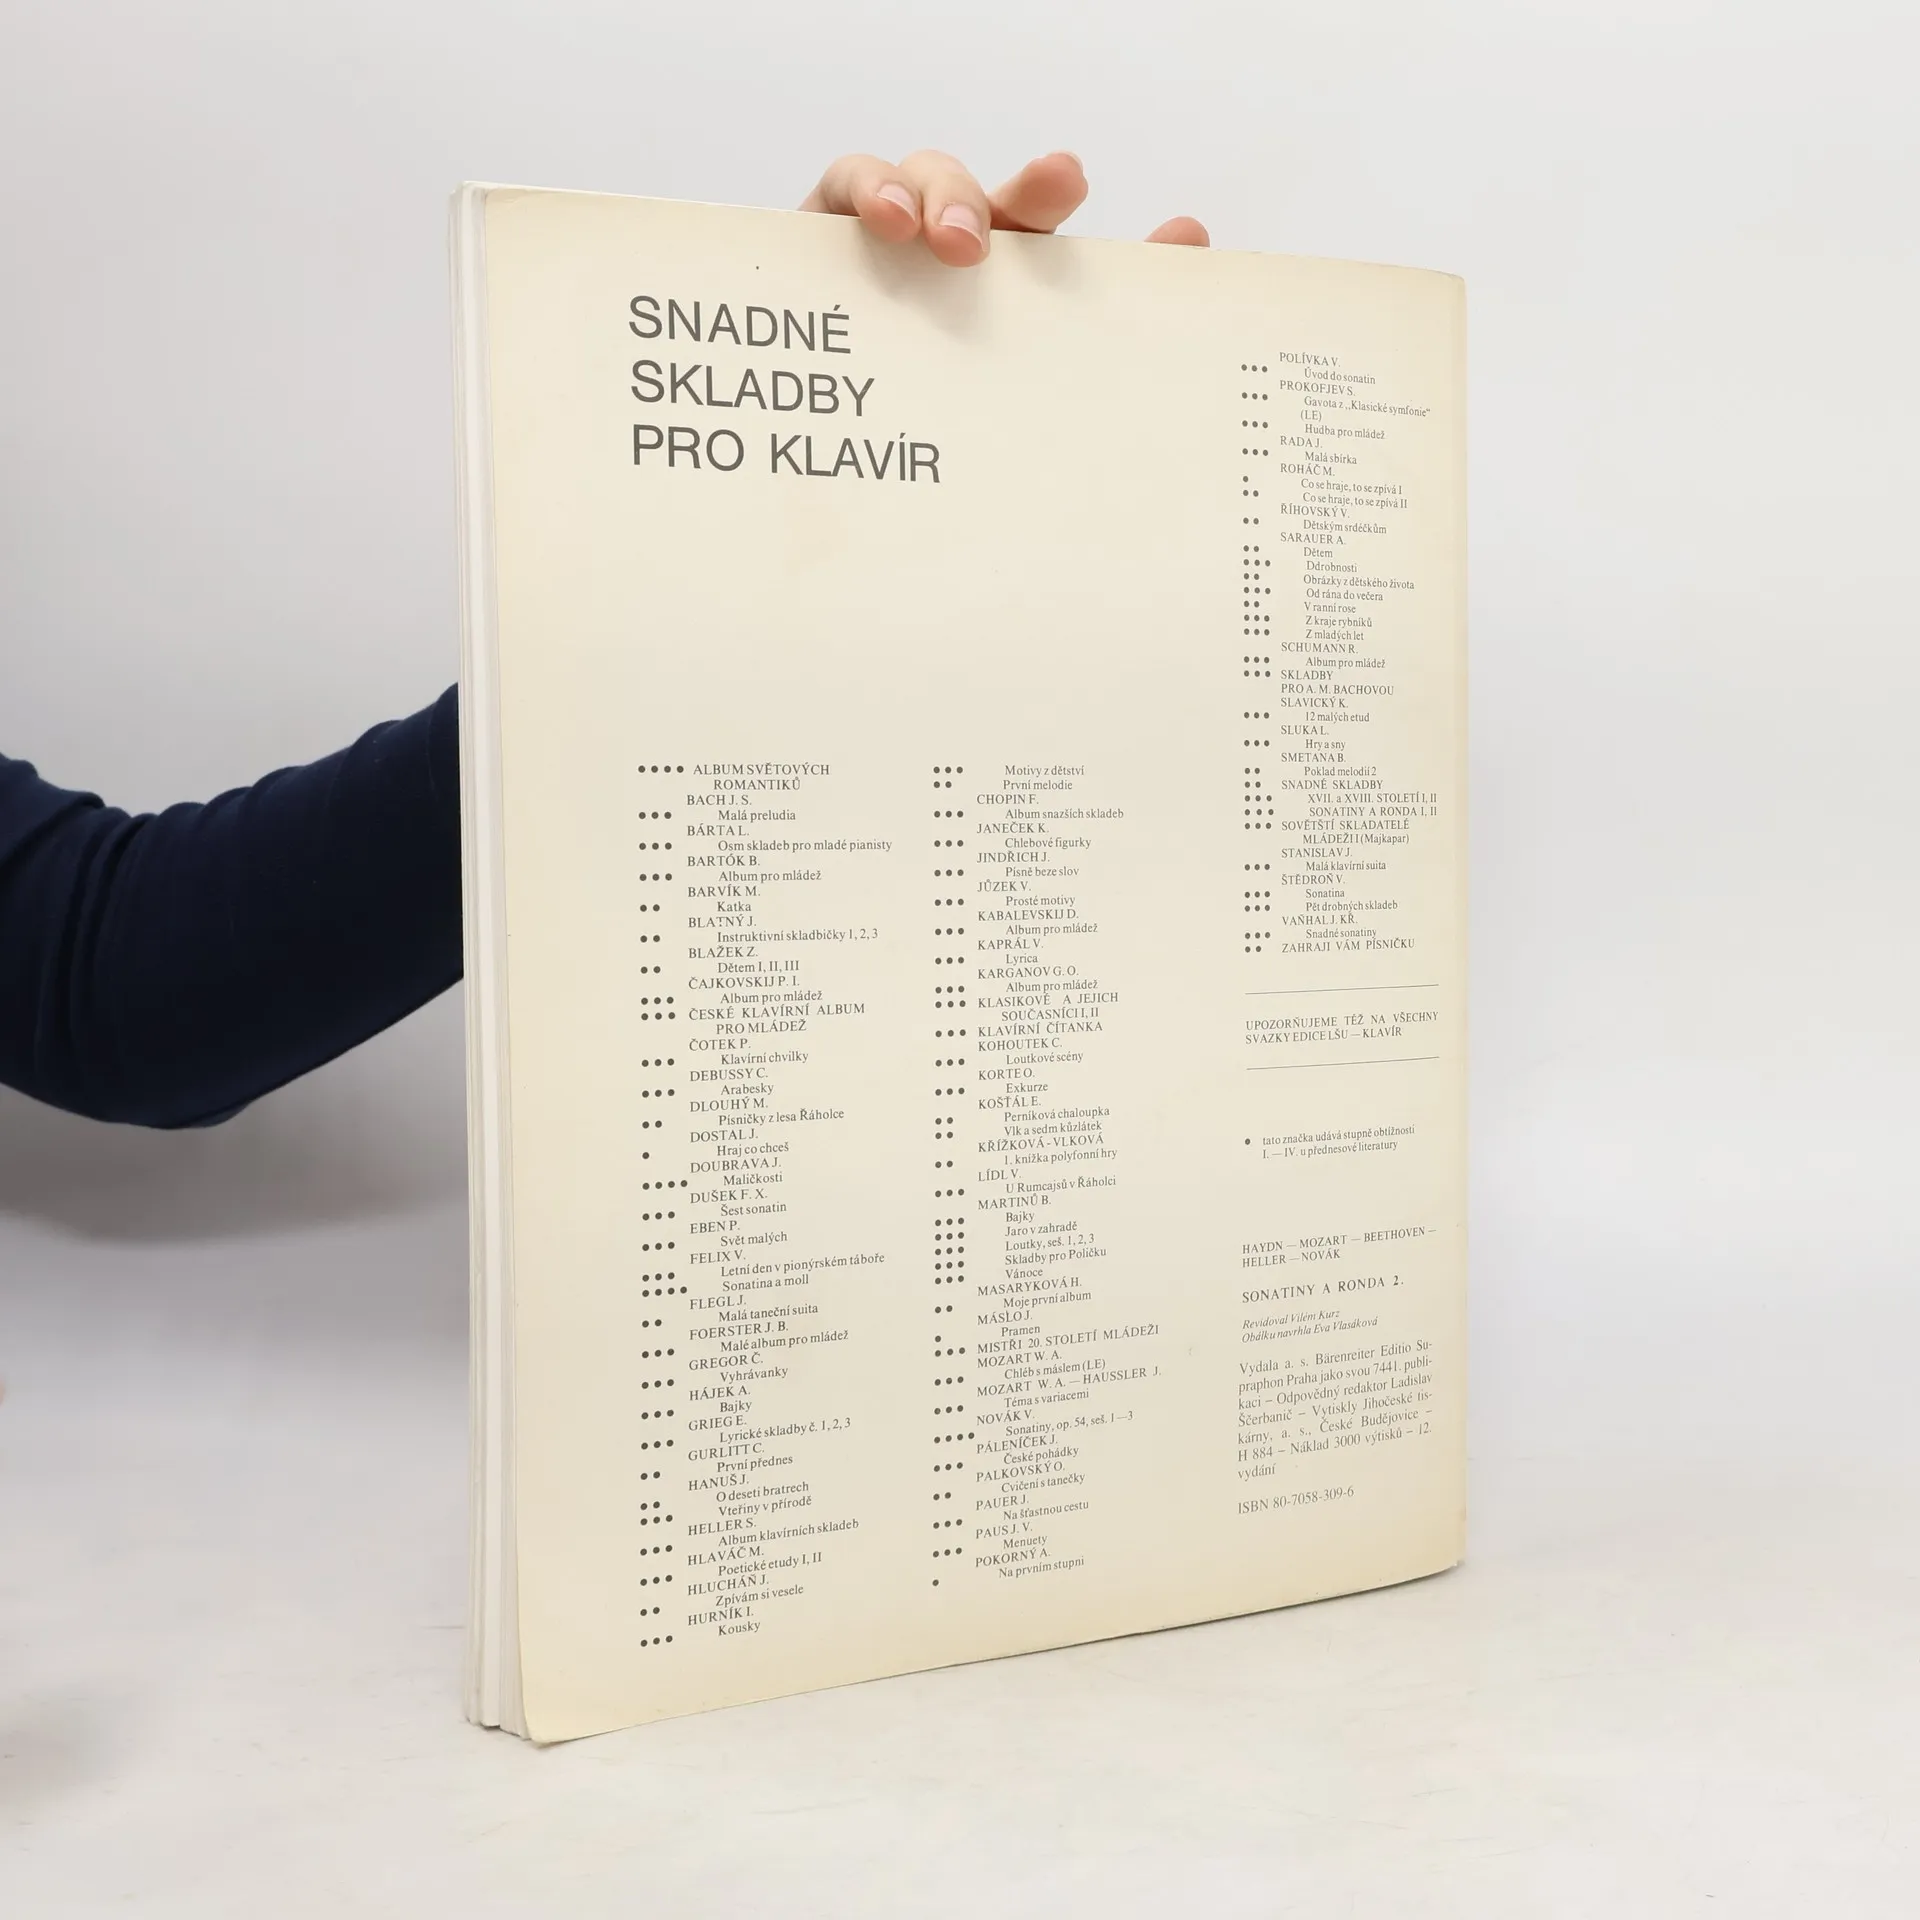 SNADNÉ
SKLADBY
PRO KLAVÍR
•••• ALBUM SVĚTOVÝCH
ROMANTIKŮ
BACH J. S.
••• Malá preludia
BÁRTA L.
••• Osm skladeb pro mladé pianisty
BARTÓK B.
••• Album pro mládež
BARVÍK M.
•• Katka
BLATNÝ J.
•• Instruktivní skladbičky 1, 2, 3
BLAŽEK Z.
•• Dětem I, II, III
ČAJKOVSKIJ P. I.
••• Album pro mládež
••• ČESKÉ KLAVÍRNÍ ALBUM
PRO MLÁDEŽ
ČOTEK P.
••• Klavírní chvilky
DEBUSSY C.
••• Arabesky
DLOUHÝ M.
•• Písničky z lesa Řáholce
DOSTAL J.
• Hraj co chceš
DOUBRAVA J.
•••• Maličkosti
DUŠEK F. X.
••• Šest sonatin
EBEN P.
••• Svět malých
FELIX V.
••• Letní den v pionýrském táboře
•••• Sonatina a moll
FLEGL J.
•• Malá taneční suita
FOERSTER J. B.
••• Malé album pro mládež
GREGOR Č.
••• Vyhrávanky
HÁJEK A.
••• Bajky
GRIEG E.
••• Lyrické skladby č. 1, 2, 3
GURLITT C.
•• První přednes
HANUŠ J.
•• O deseti bratrech
••• Vteřiny v přírodě
HELLER S.
••• Album klavírních skladeb
HLAVÁČ M.
••• Poetické etudy I, II
HLUCHÁŇ J.
•• Zpívám si vesele
HURNÍK I.
••• Kousky
••• Motivy z dětství
•• První melodie
CHOPIN F.
••• Album snazších skladeb
JANEČEK K.
••• Chlebové figurky
JINDŘICH J.
••• Písně beze slov
JŮZEK V.
••• Prosté motivy
KABALEVSKIJ D.
••• Album pro mládež
KAPRÁL V.
••• Lyrica
KARGANOV G. O.
••• Album pro mládež
••• KLASIKOVÉ A JEJICH
SOUČASNÍCI I, II
••• KLAVÍRNÍ ČÍTANKA
KOHOUTEK C.
••• Loutkové scény
KORTE O.
••• Exkurze
KOŠŤÁL E.
•• Perníková chaloupka
•• Vlk a sedm kůzlátek
KŘÍŽKOVÁ - VLKOVÁ
•• 1. knížka polyfonní hry
LÍDL V.
••• U Rumcajsů v Řáholci
MARTINŮ B.
••• Bajky
••• Jaro v zahradě
••• Loutky, seš. 1, 2, 3
••• Skladby pro Poličku
••• Vánoce
MASARYKOVÁ H.
•• Moje první album
MÁSLO J.
• Pramen
••• MISTŘI 20. STOLETÍ MLÁDEŽI
MOZART W. A.
••• Chléb s máslem (LE)
MOZART W. A. — HAUSSLER J.
••• Téma s variacemi
NOVÁK V.
•••• Sonatiny, op. 54, seš. 1—3
PÁLENÍČEK J.
••• České pohádky
PALKOVSKÝ O.
•• Cvičení s tanečky
PAUER J.
••• Na šťastnou cestu
PAUS J. V.
••• Menuety
POKORNÝ A.
• Na prvním stupni
POLÍVKA V.
••• Úvod do sonatin
PROKOFJEV S.
••• Gavota z „Klasické symfonie“
(LE)
••• Hudba pro mládež
RADA J.
••• Malá sbírka
ROHÁČ M.
• Co se hraje, to se zpívá I
•• Co se hraje, to se zpívá II
ŘÍHOVSKÝ V.
•• Dětským srdéčkům
SARAUER A.
•• Dětem
••• Ddrobnosti
•• Obrázky z dětského života
••• Od rána do večera
•• V ranní rose
••• Z kraje rybníků
••• Z mladých let
SCHUMANN R.
••• Album pro mládež
••• SKLADBY
PRO A. M. BACHOVOU
SLAVICKÝ K.
••• 12 malých etud
SLUKA L.
••• Hry a sny
SMETANA B.
•• Poklad melodií 2
•• SNADNÉ SKLADBY
••• XVII. a XVIII. STOLETÍ I, II
••• SONATINY A RONDA I, II
••• SOVĚTŠTÍ SKLADATELÉ
MLÁDEŽI I (Majkapar)
STANISLAV J.
••• Malá klavírní suita
ŠTĚDROŇ V.
••• Sonatina
••• Pět drobných skladeb
VAŇHAL J. KŘ.
••• Snadné sonatiny
•• ZAHRAJI VÁM PÍSNIČKU
UPOZORŇUJEME TÉŽ NA VŠECHNY
SVAZKY EDICE LŠU — KLAVÍR
• tato značka udává stupně obtížnosti
I. — IV. u přednesové literatury
HAYDN — MOZART — BEETHOVEN —
HELLER — NOVÁK
SONATINY A RONDA 2.
Revidoval Vilém Kurz
Obálku navrhla Eva Vlasáková
Vydala a. s. Bärenreiter Editio Su-
praphon Praha jako svou 7441. publi-
kaci – Odpovědný redaktor Ladislav
Ščerbanič – Vytiskly Jihočeské tis-
kárny, a. s., České Budějovice –
H 884 – Náklad 3000 výtisků – 12.
vydání
ISBN 80-7058-309-6